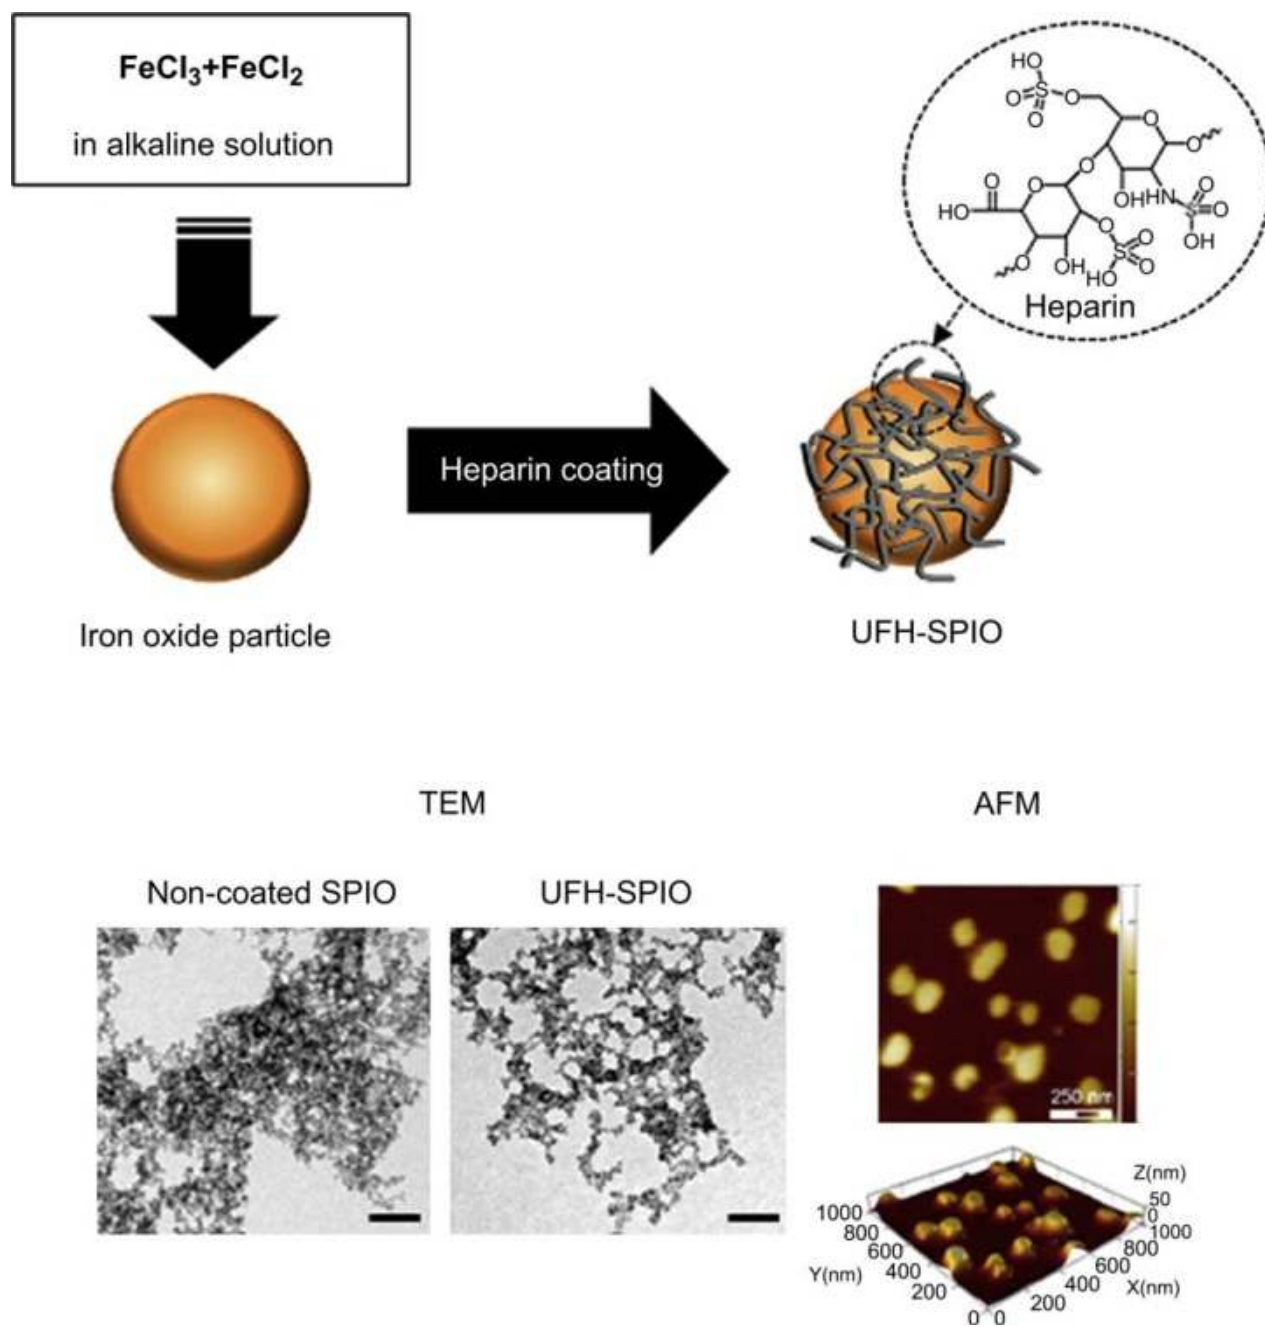 FeCl3+FeCl2
in alkaline solution
HO
O
S
O
O
O
O
O
HO
O
O
O
OH
HN
S
O
O
OH
O
O
OH
O
S
O
O
HO
Heparin
Heparin coating
Iron oxide particle
UFH-SPIO
TEM
AFM
Non-coated SPIO
UFH-SPIO
250 nm
Z(nm)
50
0
1000
800
600
400
200
0
Y(nm)
1000
800
600
400
200
0
X(nm)